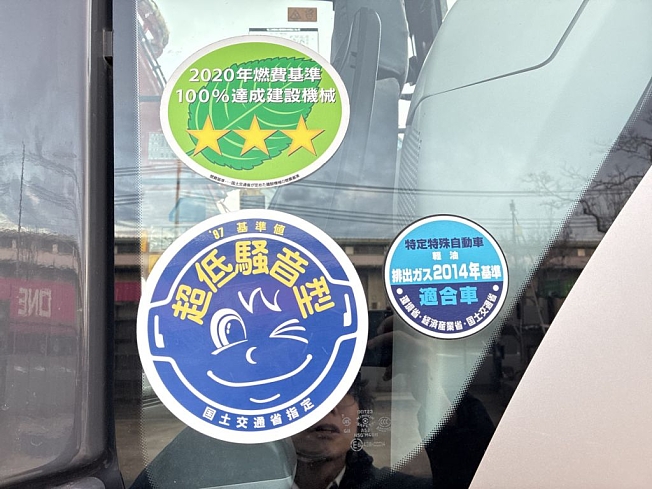 2020年燃費基準
100%達成建設機械
'97 基準値
超低騒音型
国土交通省指定
特定特殊自動車
軽油
排出ガス2014年基準
適合車
環境省・経済産業省・国土交通省